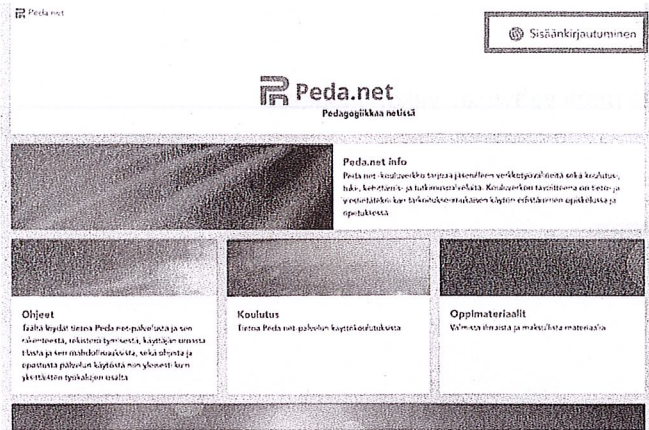 Peda.net
Sisäänkirjautuminen
Peda.net
Pedagogiikkaa netissä
Peda.net info
Peda.net -kouluverkko tarjoaa jäsenilleen verkkotyövälineitä sekä koulutus-,
tuki-, kehittämis- ja tutkimuspalveluita. Kouluverkon tavoitteena on tieto- ja
viestintätekniikan tarkoituksenmukaisen käytön edistäminen opiskelussa ja
opetuksessa.
Ohjeet
Täältä löydät tietoa Peda.net-palvelusta ja sen
rakenteesta, rekisteröitymisestä, käyttäjän omasta
tilasta ja sen mahdollisuuksista, sekä ohjeita ja
opastusta palvelun käytöstä niin yleisesti kuin
yksittäisten työkalujen osalta.
Koulutus
Tietoa Peda.net-palvelun käyttökoulutuksista
Oppimateriaalit
Valmista ilmaista ja maksullista materiaalia